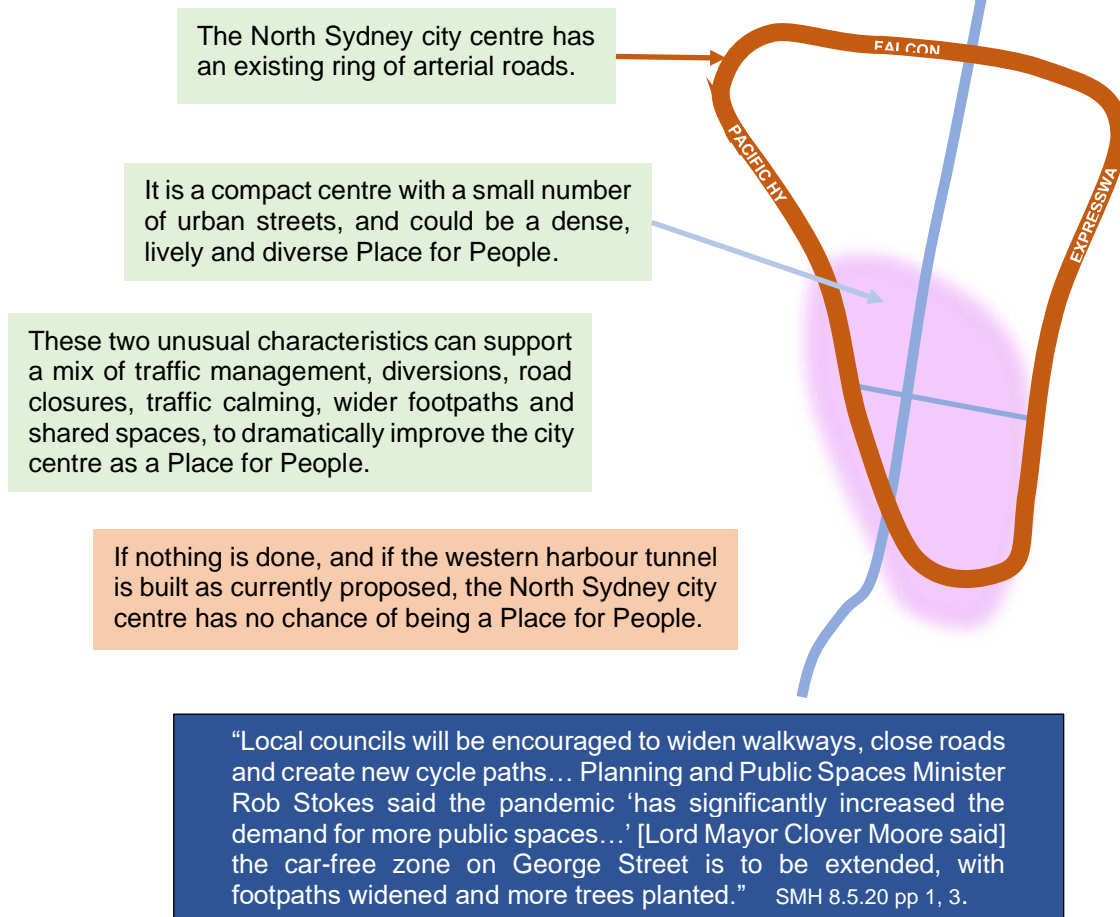 The North Sydney city centre has
an existing ring of arterial roads.
FALCON
PACIFIC HY
EXPRESSWA
It is a compact centre with a small number
of urban streets, and could be a dense,
lively and diverse Place for People.
These two unusual characteristics can support
a mix of traffic management, diversions, road
closures, traffic calming, wider footpaths and
shared spaces, to dramatically improve the city
centre as a Place for People.
If nothing is done, and if the western harbour tunnel
is built as currently proposed, the North Sydney city
centre has no chance of being a Place for People.
“Local councils will be encouraged to widen walkways, close roads
and create new cycle paths… Planning and Public Spaces Minister
Rob Stokes said the pandemic ‘has significantly increased the
demand for more public spaces…’ [Lord Mayor Clover Moore said]
the car-free zone on George Street is to be extended, with
footpaths widened and more trees planted.” SMH 8.5.20 pp 1, 3.